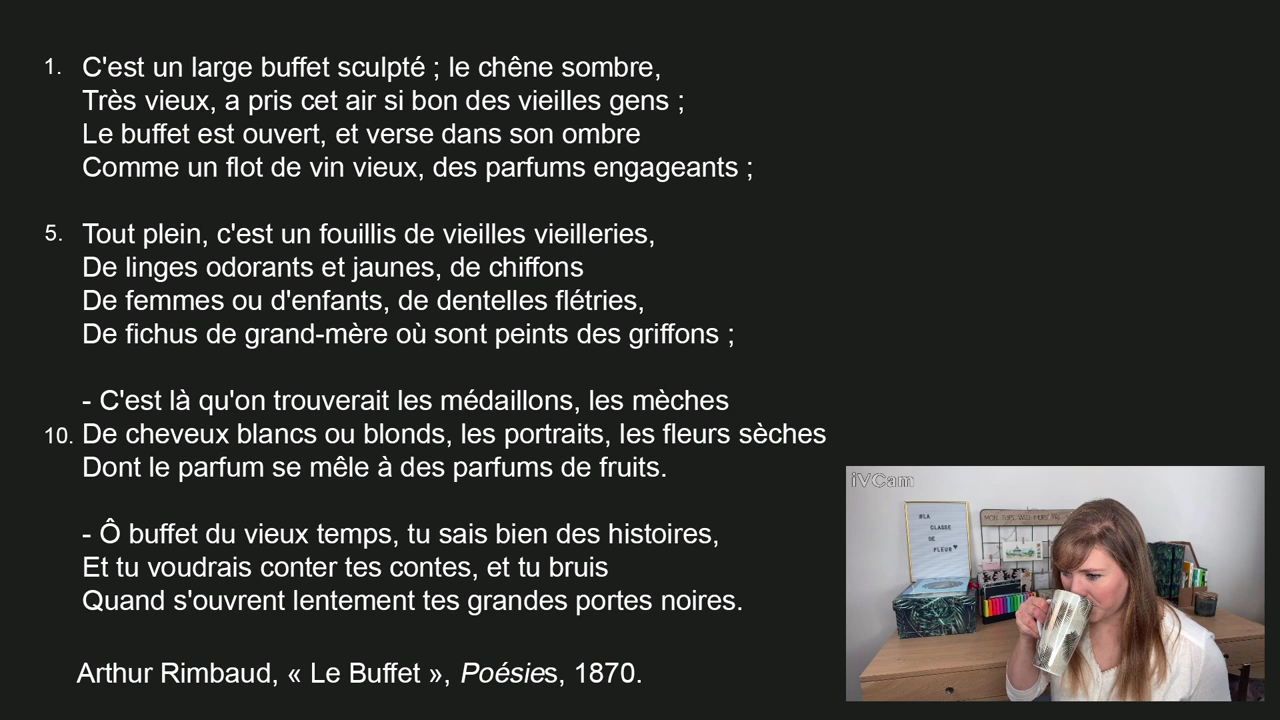 1. C'est un large buffet sculpté ; le chêne sombre,
Très vieux, a pris cet air si bon des vieilles gens ;
Le buffet est ouvert, et verse dans son ombre
Comme un flot de vin vieux, des parfums engageants ;
5. Tout plein, c'est un fouillis de vieilles vieilleries,
De linges odorants et jaunes, de chiffons
De femmes ou d'enfants, de dentelles flétries,
De fichus de grand-mère où sont peints des griffons ;
- C'est là qu'on trouverait les médaillons, les mèches
10. De cheveux blancs ou blonds, les portraits, les fleurs sèches
Dont le parfum se mêle à des parfums de fruits.
- Ô buffet du vieux temps, tu sais bien des histoires,
Et tu voudrais conter tes contes, et tu bruis
Quand s'ouvrent lentement tes grandes portes noires.
Arthur Rimbaud, « Le Buffet », Poésies, 1870.
iVCam
#LA
CLASSE
DE
FLEUR